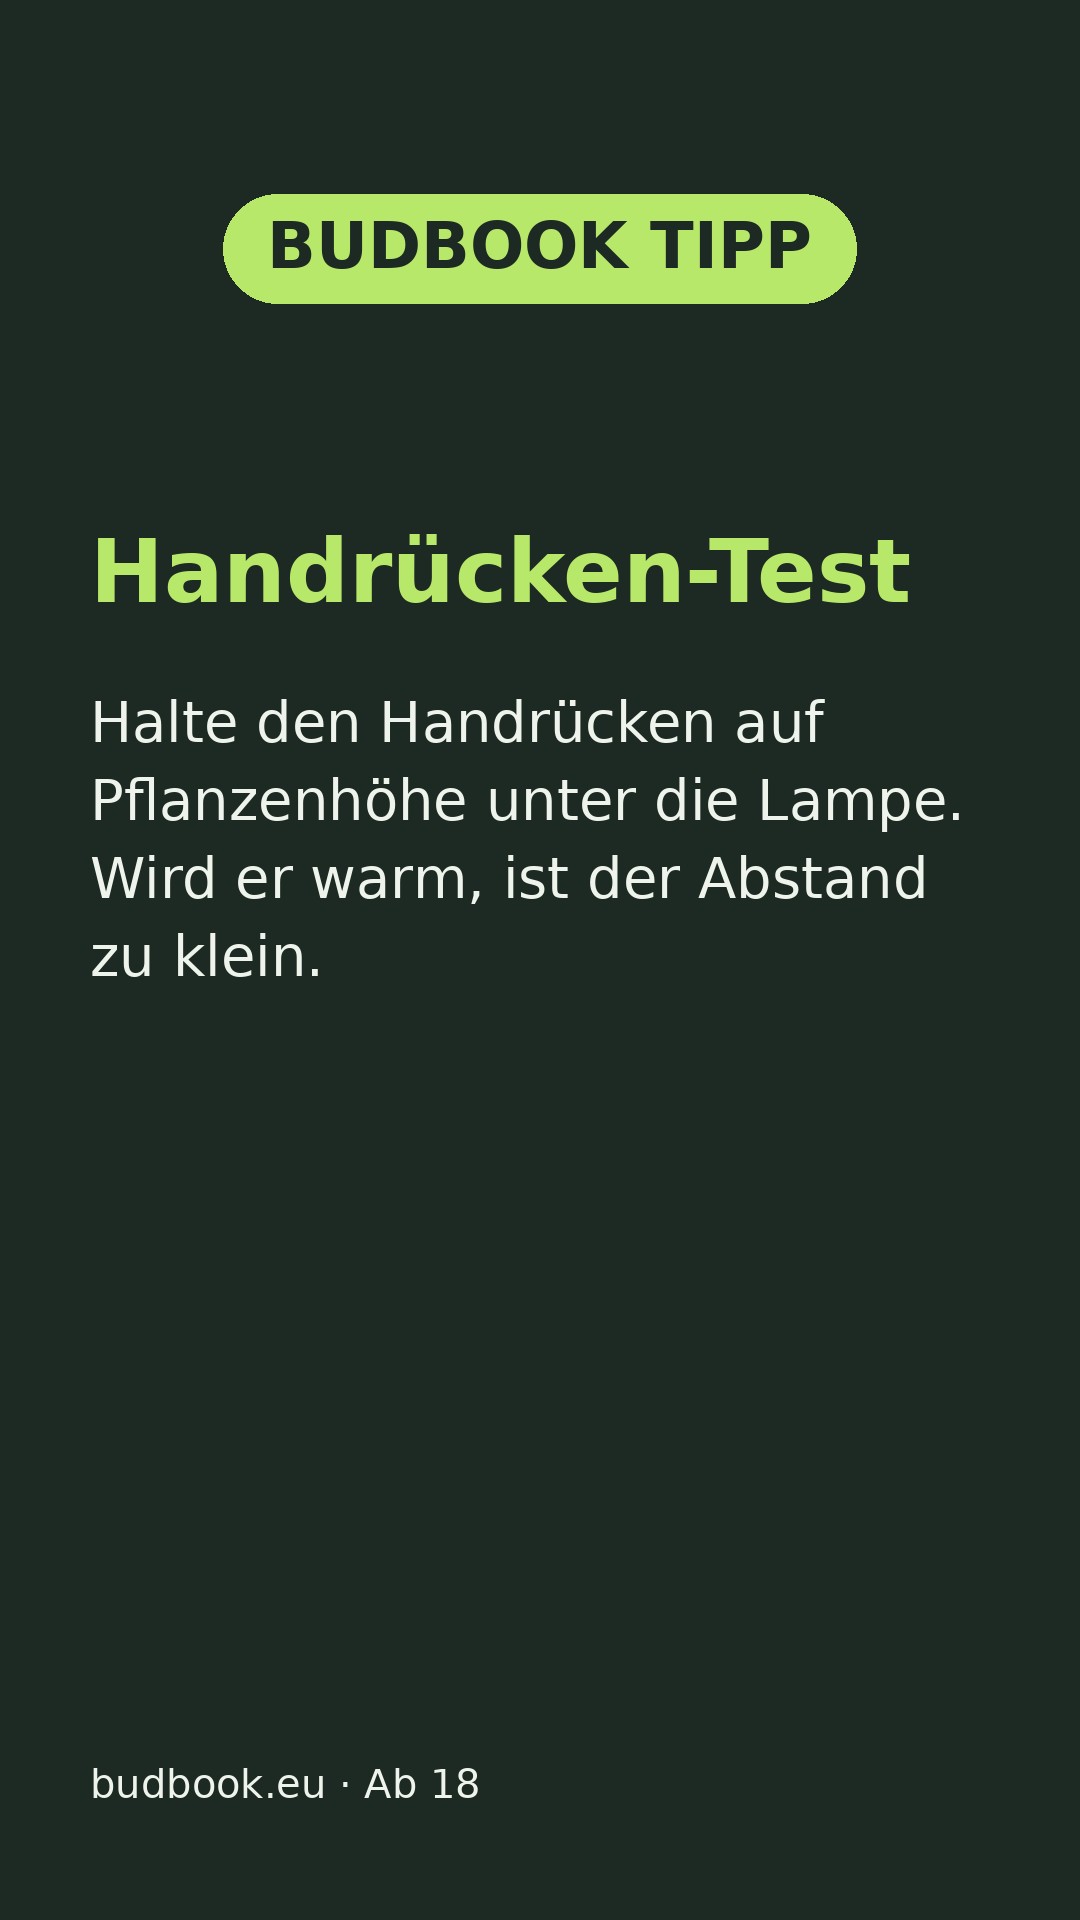 BUDBOOK TIPP
Handrücken-Test
Halte den Handrücken auf
Pflanzenhöhe unter die Lampe.
Wird er warm, ist der Abstand
zu klein.
budbook.eu · Ab 18